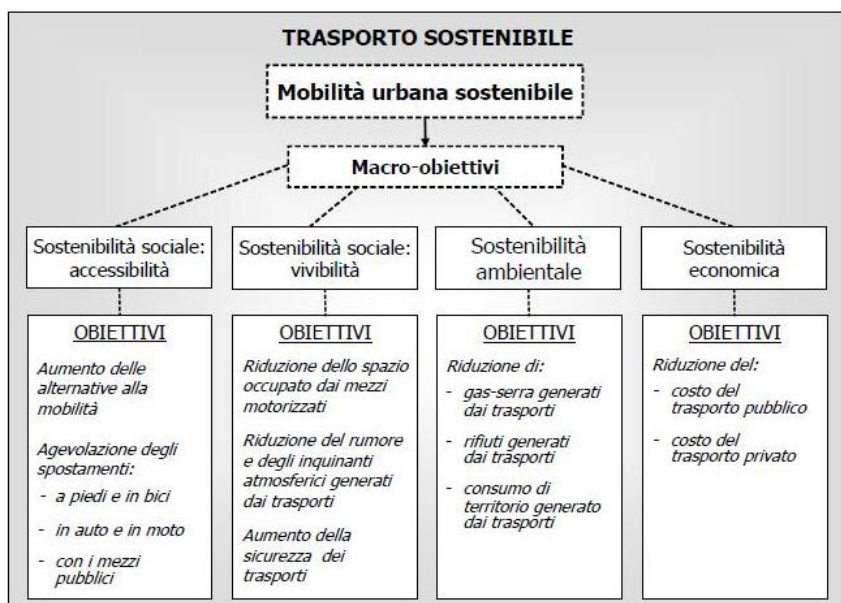 TRASPORTO SOSTENIBILE
Mobilità urbana sostenibile
Macro-obiettivi
Sostenibilità sociale:
accessibilità
Sostenibilità sociale:
vivibilità
Sostenibilità
ambientale
Sostenibilità
economica
OBIETTIVI
Aumento delle
alternative alla
mobilità
Agevolazione degli
spostamenti:
- a piedi e in bici
- in auto e in moto
- con i mezzi
pubblici
OBIETTIVI
Riduzione dello spazio
occupato dai mezzi
motorizzati
Riduzione del rumore
e degli inquinanti
atmosferici generati
dai trasporti
Aumento della
sicurezza dei
trasporti
OBIETTIVI
Riduzione di:
- gas-serra generati
dai trasporti
- rifiuti generati
dai trasporti
- consumo di
territorio generato
dai trasporti
OBIETTIVI
Riduzione del:
- costo del
trasporto pubblico
- costo del
trasporto privato